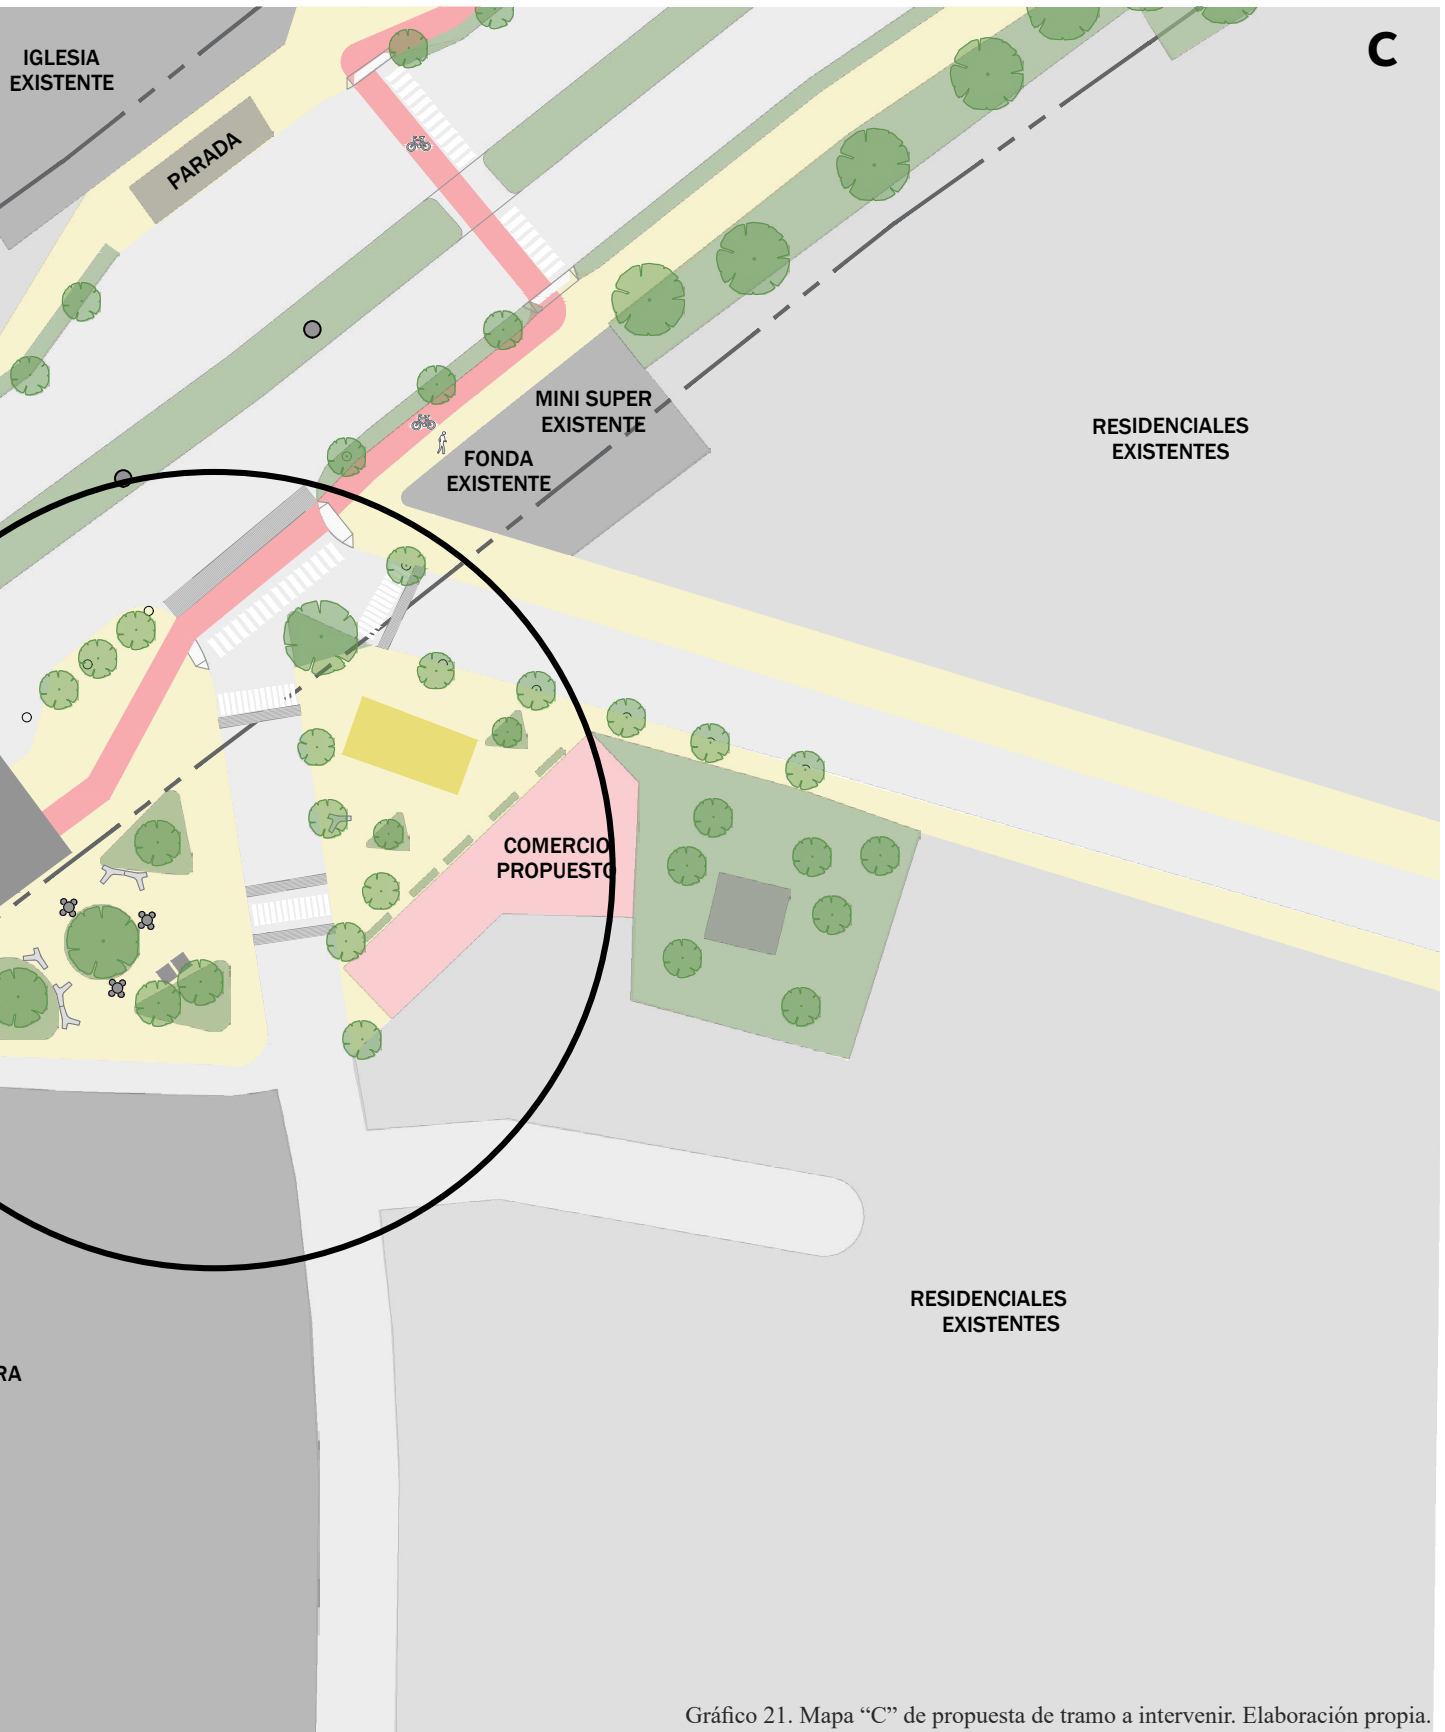 C
IGLESIA
EXISTENTE
PARADA
MINI SUPER
EXISTENTE
FONDA
EXISTENTE
RESIDENCIALES
EXISTENTES
COMERCIO
PROPUESTO
RESIDENCIALES
EXISTENTES
RA
Gráfico 21. Mapa “C” de propuesta de tramo a intervenir. Elaboración propia.